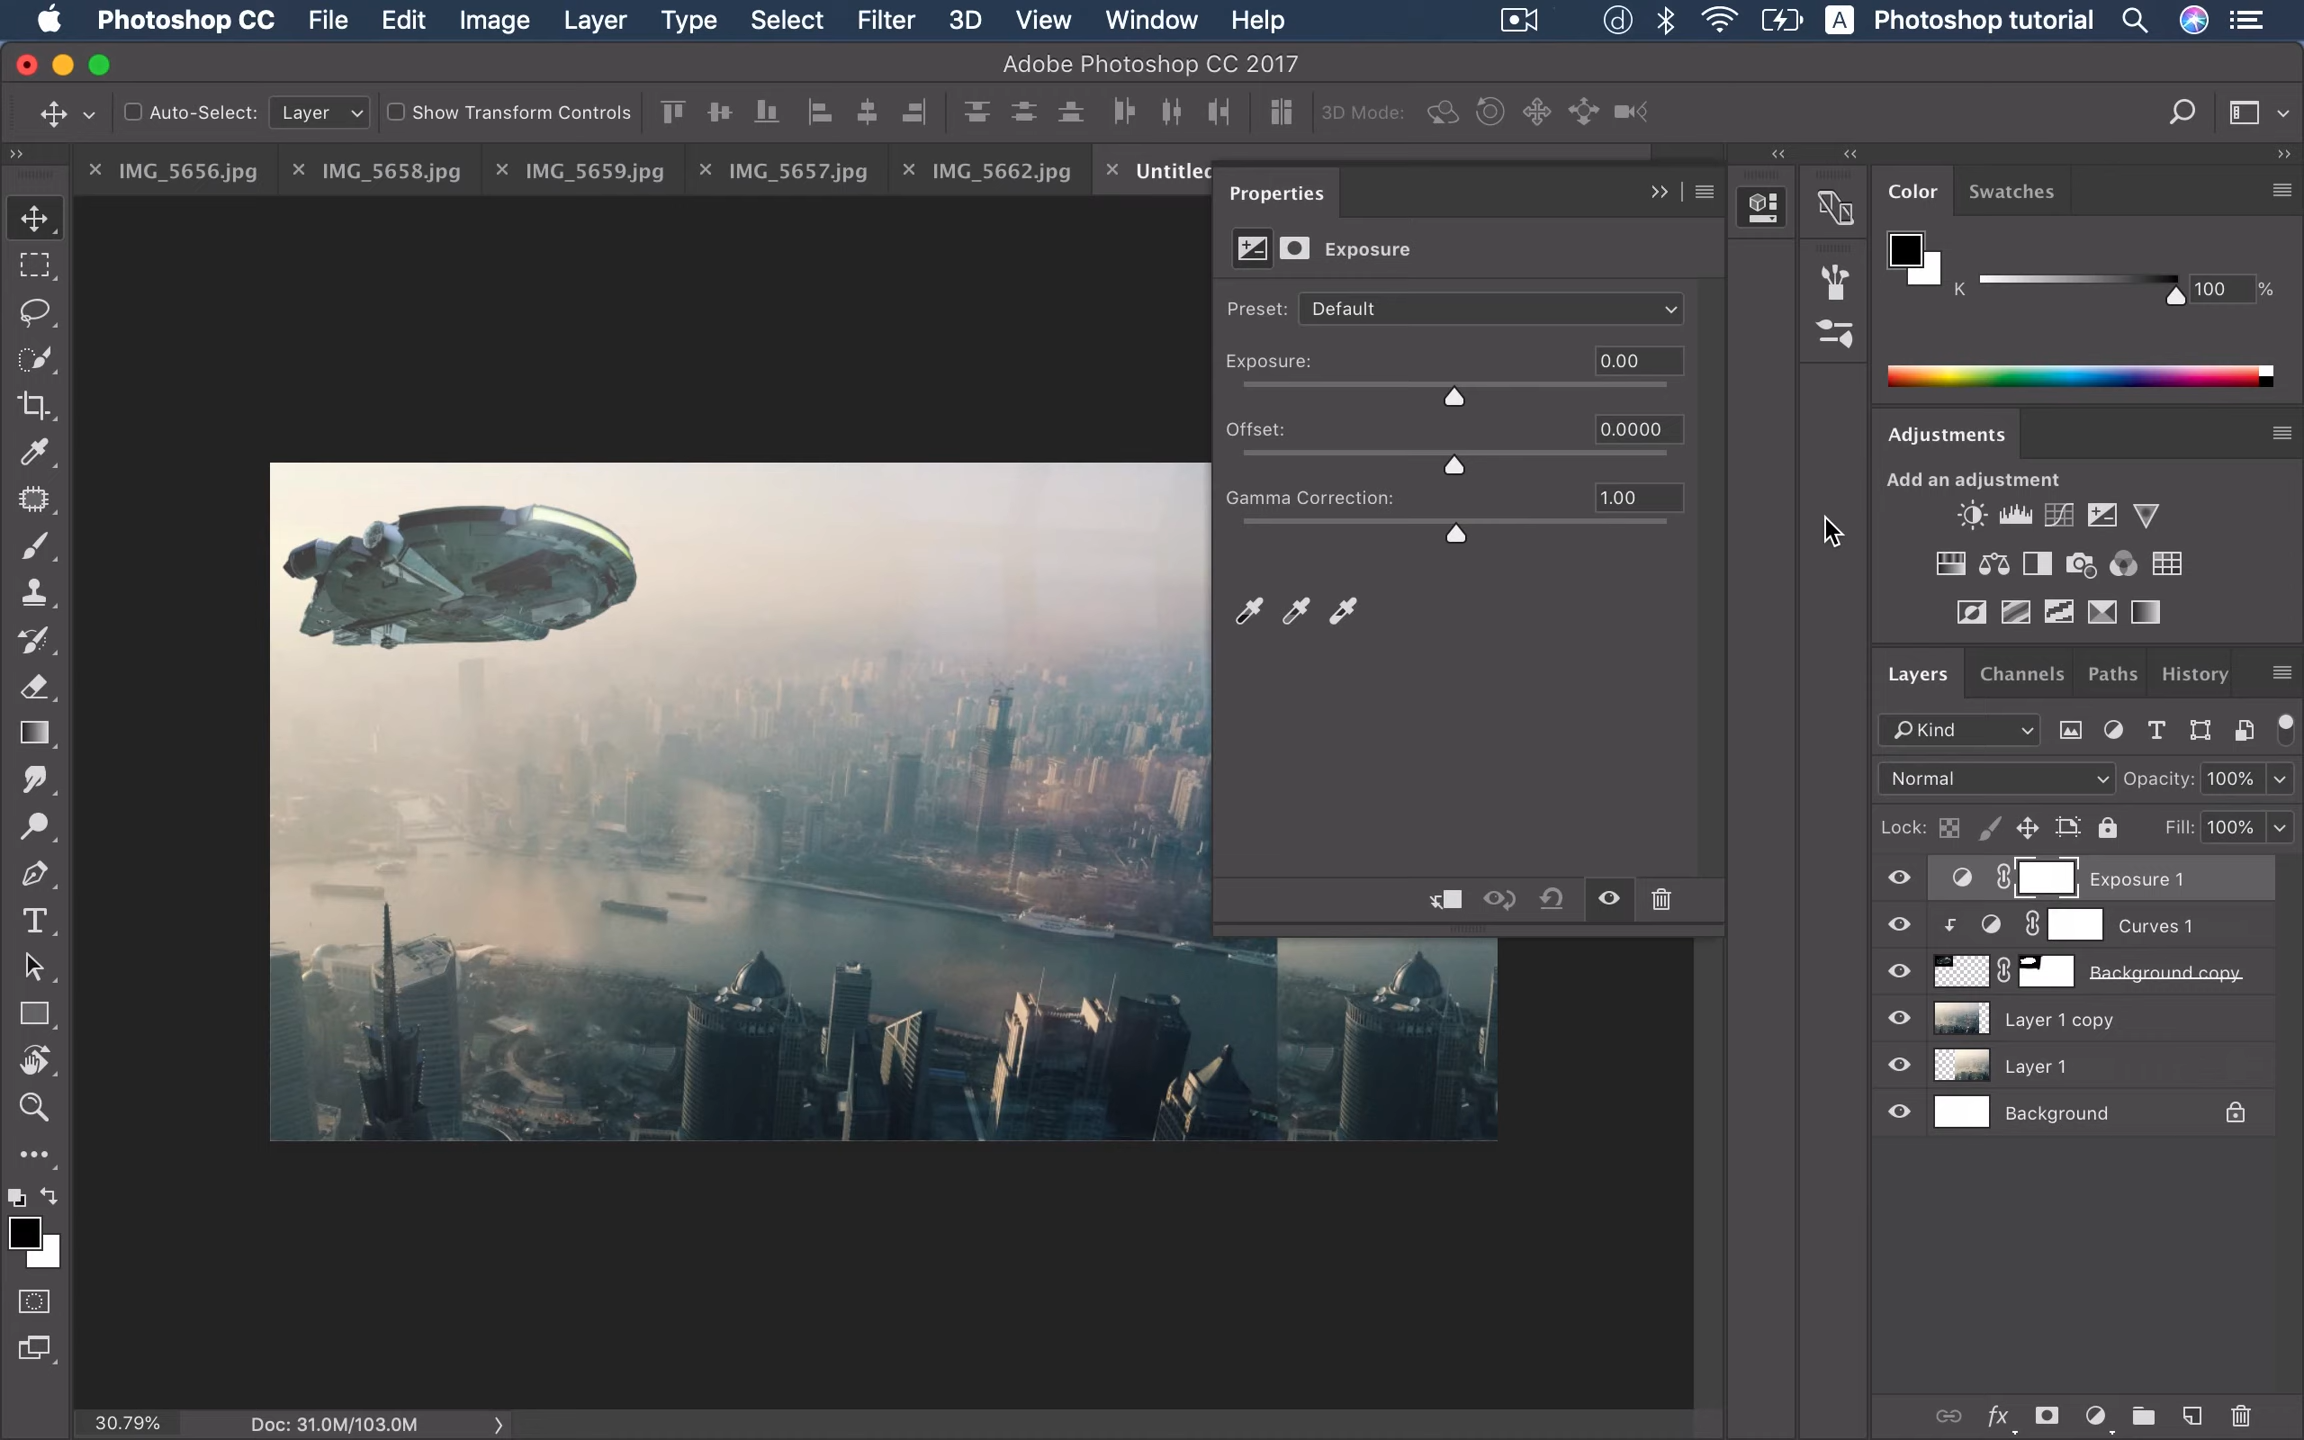 Photoshop CC File Edit Image Layer Type Select Filter 3D View Window Help
A Photoshop tutorial
Adobe Photoshop CC 2017
Auto-Select: Layer Show Transform Controls 3D Mode:
IMG_5656.jpg IMG_5658.jpg IMG_5659.jpg IMG_5657.jpg IMG_5662.jpg Untitled
Properties
Exposure
Preset: Default
Exposure: 0.00
Offset: 0.0000
Gamma Correction: 1.00
Color Swatches
K 100 %
Adjustments
Add an adjustment
Layers Channels Paths History
Kind
Normal Opacity: 100%
Lock: Fill: 100%
Exposure 1
Curves 1
Background copy
Layer 1 copy
Layer 1
Background
fx
30.79% Doc: 31.0M/103.0M